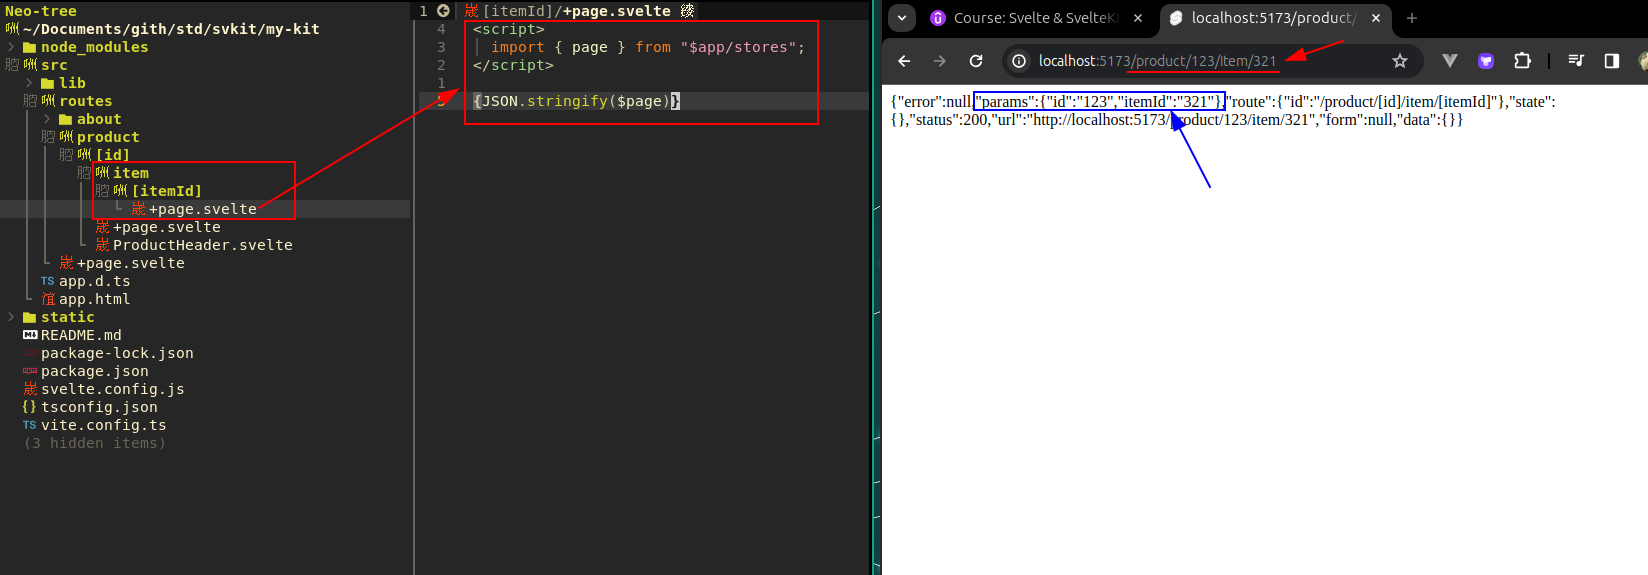 Neo-tree
~/Documents/gith/std/svkit/my-kit
node_modules
src
lib
routes
about
product
[id]
item
[itemId]
+page.svelte
+page.svelte
ProductHeader.svelte
+page.svelte
TS app.d.ts
app.html
static
README.md
package-lock.json
package.json
svelte.config.js
{} tsconfig.json
TS vite.config.ts
(3 hidden items)
1 [itemId]/+page.svelte
4 <script>
3 import { page } from "$app/stores";
2 </script>
1
5 {JSON.stringify($page)}
Course: Svelte & SvelteK
localhost:5173/product/
localhost:5173/product/123/item/321
{"error":null,"params":{"id":"123","itemId":"321"},"route":{"id":"/product/[id]/item/[itemId]"},"state":
{},"status":200,"url":"http://localhost:5173/product/123/item/321","form":null,"data":{}}